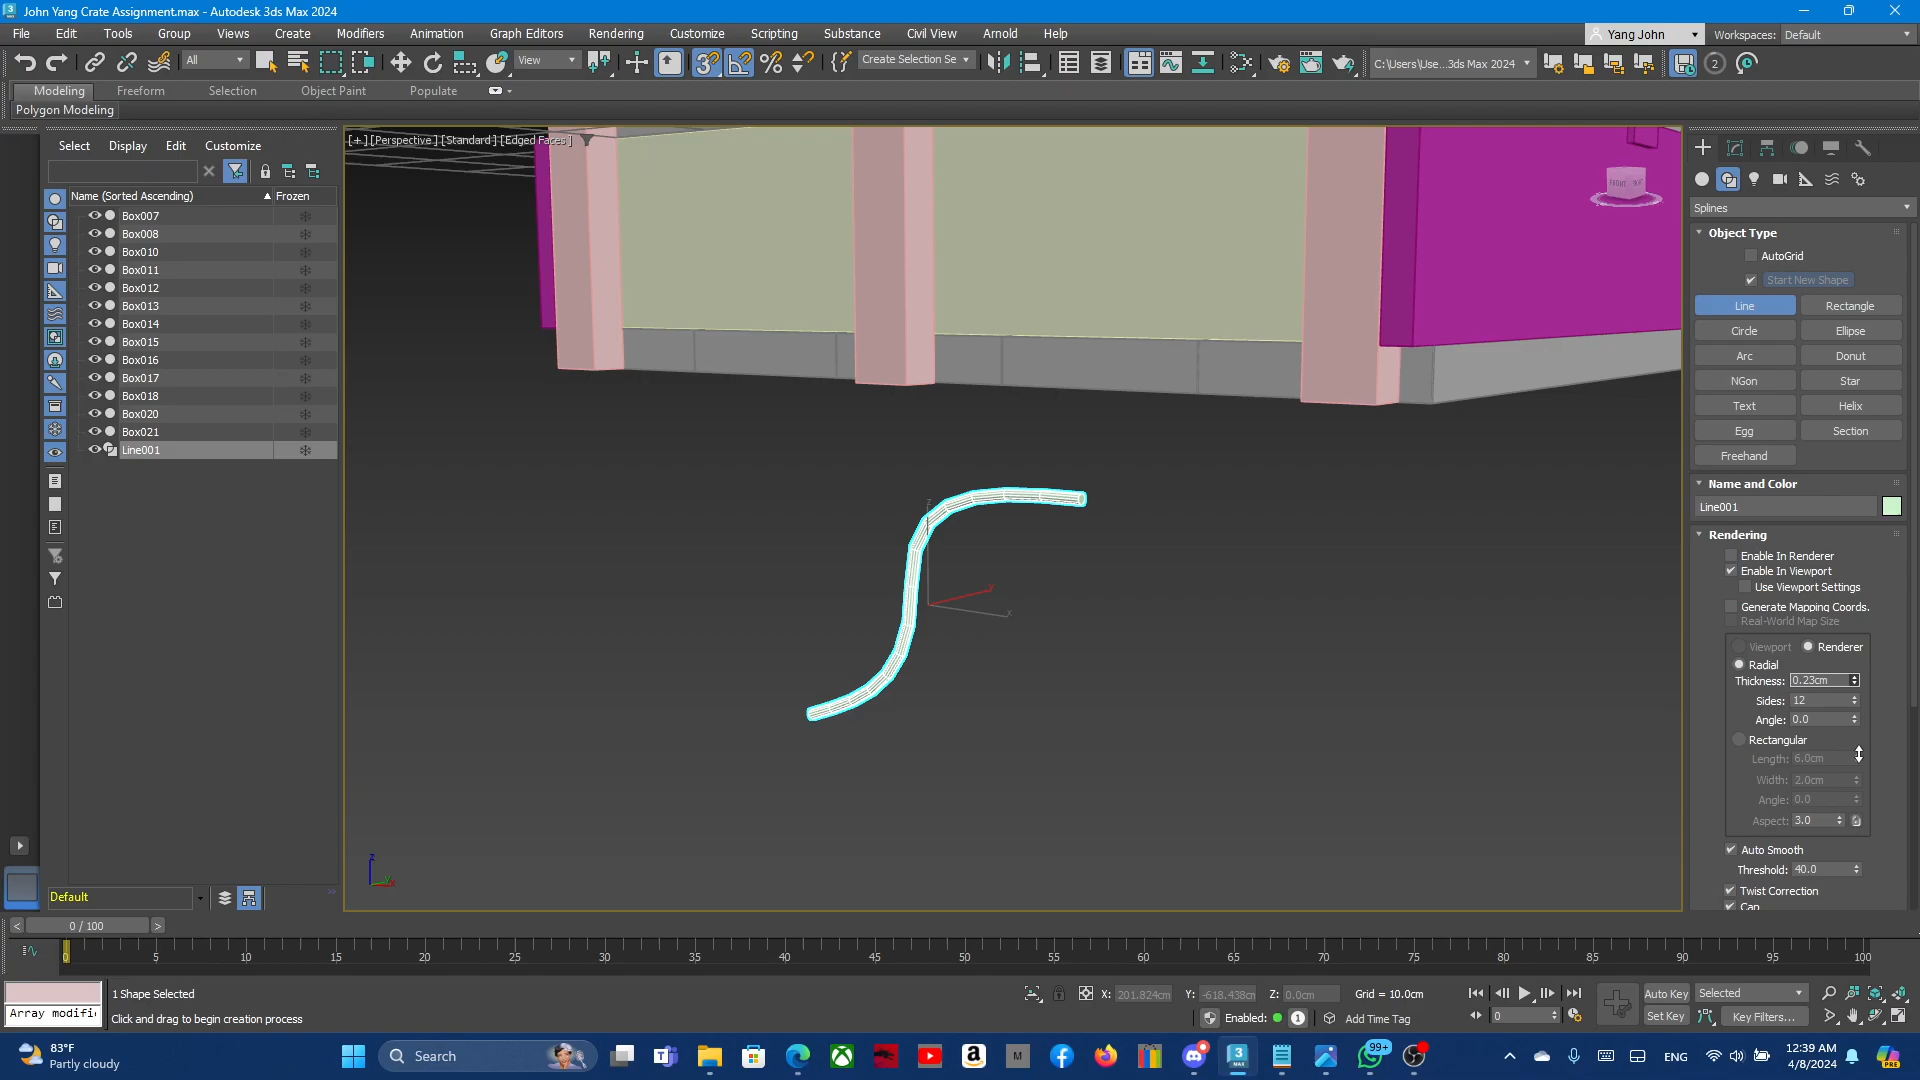 John Yang Crate Assignment.max - Autodesk 3ds Max 2024
File Edit Tools Group Views Create Modifiers Animation Graph Editors Rendering Customize Scripting Substance Civil View Arnold Help
Yang John Workspaces: Default
All View Create Selection Se C:\Users\Use...3ds Max 2024 2
Modeling Freeform Selection Object Paint Populate
Polygon Modeling
Select Display Edit Customize
Name (Sorted Ascending) Frozen
Box007
Box008
Box010
Box011
Box012
Box013
Box014
Box015
Box016
Box017
Box018
Box020
Box021
Line001
[+] [Perspective] [Standard] [Edged Faces]
FRONT
z
y
x
z
x
Splines
Object Type
AutoGrid
Start New Shape
Line Rectangle
Circle Ellipse
Arc Donut
NGon Star
Text Helix
Egg Section
Freehand
Name and Color
Line001
Rendering
Enable In Renderer
Enable In Viewport
Use Viewport Settings
Generate Mapping Coords.
Real-World Map Size
Viewport Renderer
Radial
Thickness: 0.23cm
Sides: 12
Angle: 0.0
Rectangular
Length: 6.0cm
Width: 2.0cm
Angle: 0.0
Aspect: 3.0
Auto Smooth
Threshold: 40.0
Twist Correction
Cap
Default
0 / 100
0 5 10 15 20 25 30 35 40 45 50 55 60 65 70 75 80 85 90 95 100
1 Shape Selected X: 201.824cm Y: -618.438cm Z: 0.0cm Grid = 10.0cm Auto Key Selected
Array modifi Click and drag to begin creation process Enabled: 1 Add Time Tag 0 Set Key Key Filters...
83°F
Partly cloudy
Search
99+
ENG
12:39 AM
4/8/2024